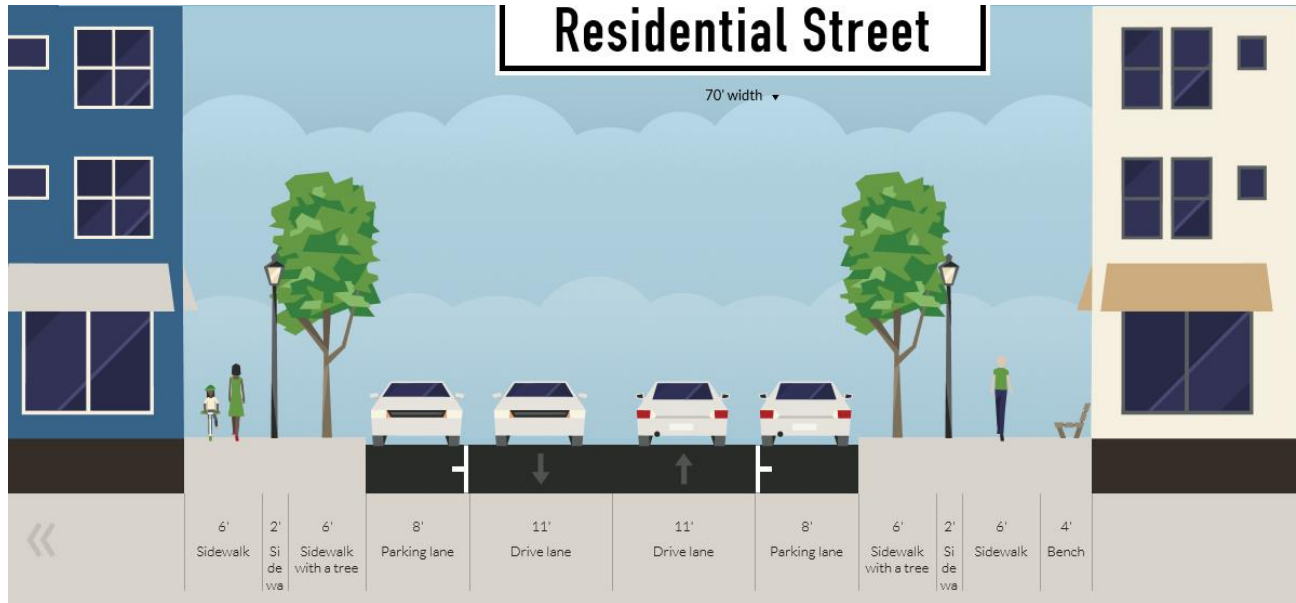 Residential Street
70' width
6'
Sidewalk
2'
Si
de
wa
6'
Sidewalk
with a tree
8'
Parking lane
11'
Drive lane
11'
Drive lane
8'
Parking lane
6'
Sidewalk
with a tree
2'
Si
de
wa
6'
Sidewalk
4'
Bench